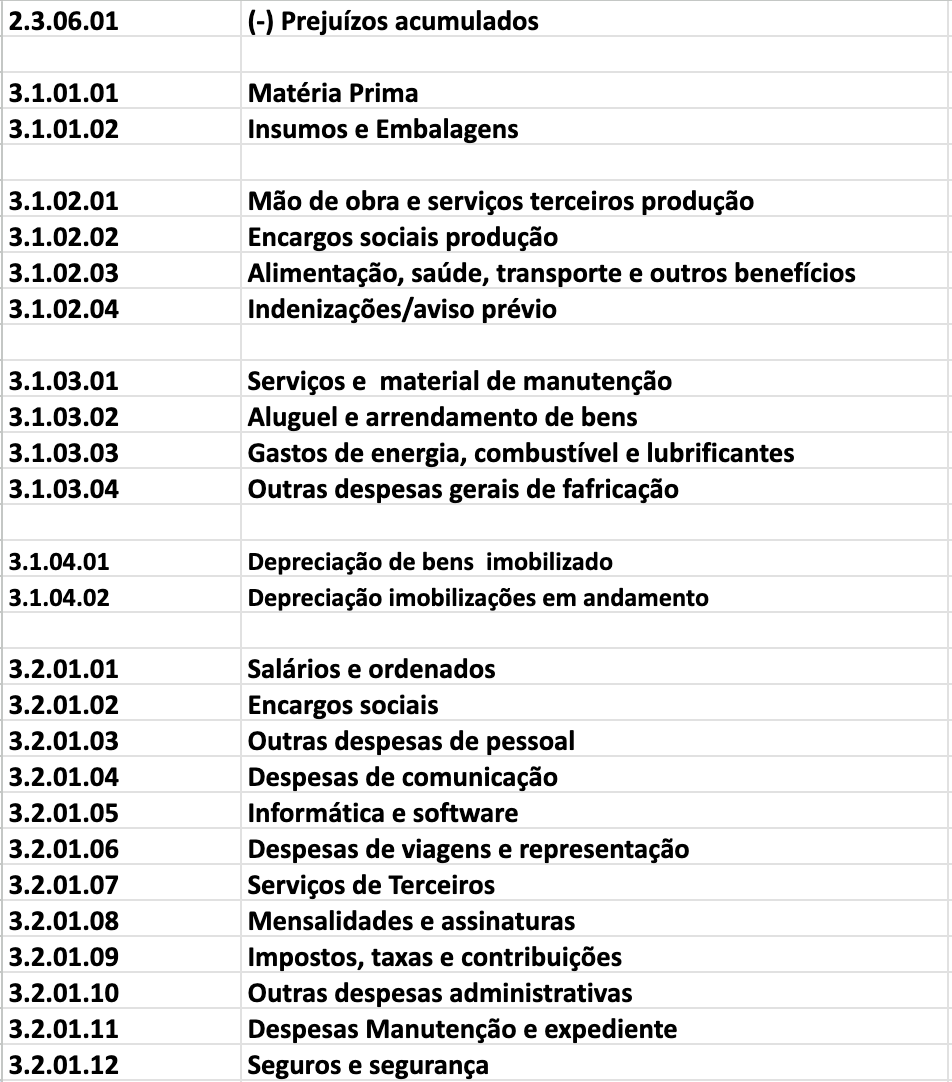 2.3.06.01 (-) Prejuízos acumulados
3.1.01.01 Matéria Prima
3.1.01.02 Insumos e Embalagens
3.1.02.01 Mão de obra e serviços terceiros produção
3.1.02.02 Encargos sociais produção
3.1.02.03 Alimentação, saúde, transporte e outros benefícios
3.1.02.04 Indenizações/aviso prévio
3.1.03.01 Serviços e  material de manutenção
3.1.03.02 Aluguel e arrendamento de bens
3.1.03.03 Gastos de energia, combustível e lubrificantes
3.1.03.04 Outras despesas gerais de fafricação
3.1.04.01 Depreciação de bens  imobilizado
3.1.04.02 Depreciação imobilizações em andamento
3.2.01.01 Salários e ordenados
3.2.01.02 Encargos sociais
3.2.01.03 Outras despesas de pessoal
3.2.01.04 Despesas de comunicação
3.2.01.05 Informática e software
3.2.01.06 Despesas de viagens e representação
3.2.01.07 Serviços de Terceiros
3.2.01.08 Mensalidades e assinaturas
3.2.01.09 Impostos, taxas e contribuições
3.2.01.10 Outras despesas administrativas
3.2.01.11 Despesas Manutenção e expediente
3.2.01.12 Seguros e segurança